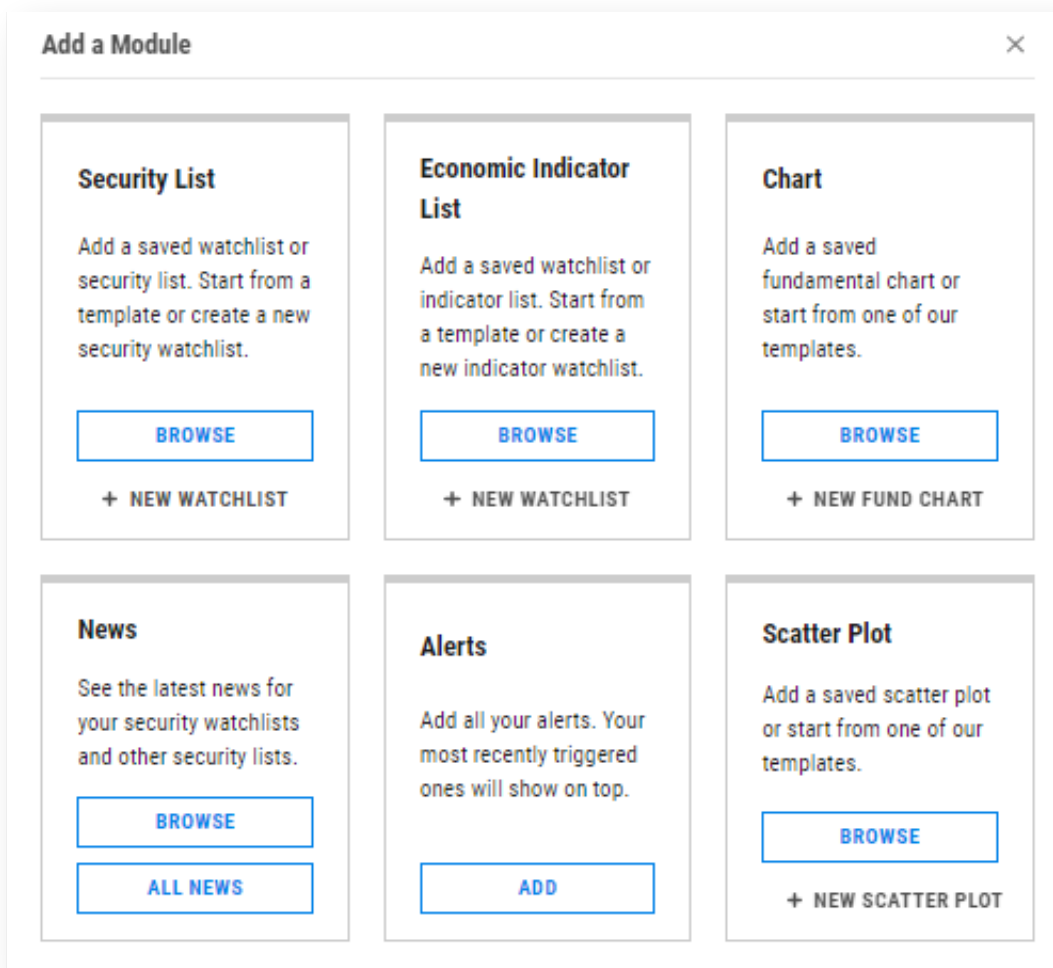 Add a Module
×
Security List
Add a saved watchlist or
security list. Start from a
template or create a new
security watchlist.
BROWSE
+ NEW WATCHLIST
Economic Indicator
List
Add a saved watchlist or
indicator list. Start from
a template or create a
new indicator watchlist.
BROWSE
+ NEW WATCHLIST
Chart
Add a saved
fundamental chart or
start from one of our
templates.
BROWSE
+ NEW FUND CHART
News
See the latest news for
your security watchlists
and other security lists.
BROWSE
ALL NEWS
Alerts
Add all your alerts. Your
most recently triggered
ones will show on top.
ADD
Scatter Plot
Add a saved scatter plot
or start from one of our
templates.
BROWSE
+ NEW SCATTER PLOT